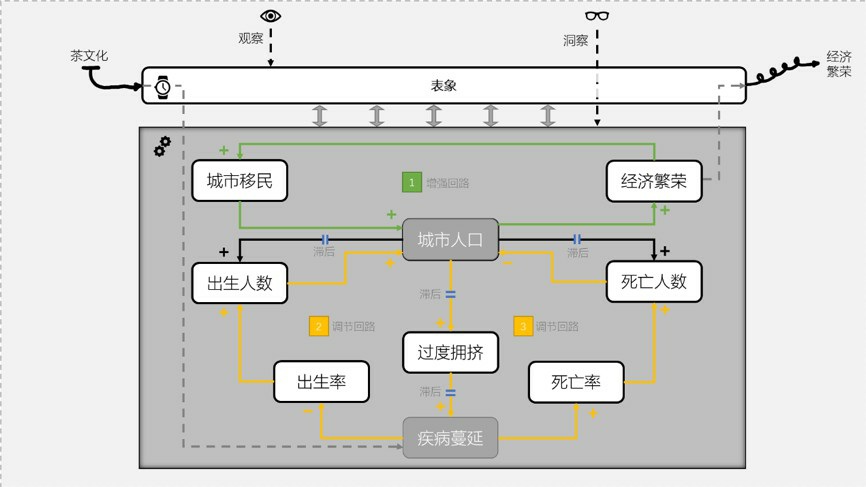 观察
洞察
茶文化
经济
繁荣
表象
+
城市移民
1 增强回路
经济繁荣
+
+
城市人口
+
滞后
滞后
+
出生人数
+
-
死亡人数
滞后
+
+
+
2 调节回路
3 调节回路
过度拥挤
出生率
滞后
死亡率
-
+
+
疾病蔓延